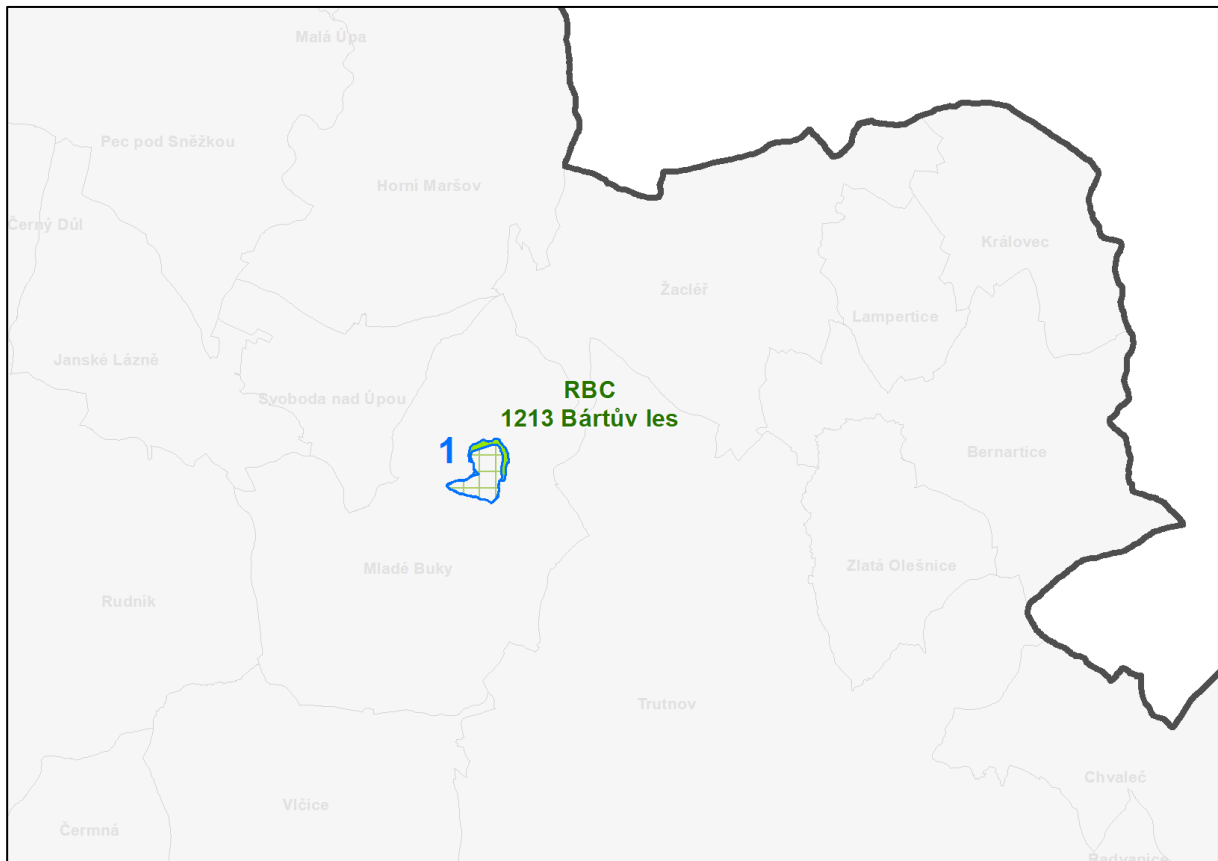 Malá Úpa
Pec pod Sněžkou
Horní Maršov
Černý Důl
Královec
Žacléř
Lampertice
Janské Lázně
RBC
Svoboda nad Úpou
1213 Bártův les
1
Bernartice
Mladé Buky
Zlatá Olešnice
Rudník
Trutnov
Chvaleč
Vlčice
Čermná
Radvanice